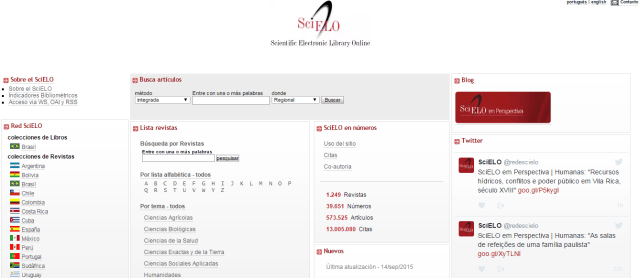 português | english Contacto
SciELO
Scientific Electronic Library Online
Sobre el SciELO
Sobre el SciELO
Indicadores Bibliométricos
Acceso via WS, OAI y RSS
Red SciELO
colecciones de Libros
Brasil
colecciones de Revistas
Argentina
Bolivia
Brasil
Chile
Colombia
Costa Rica
Cuba
España
México
Perú
Portugal
Sudáfrica
Uruguay
Busca artículos
método Entre con una o más palabras donde
integrada Regional Buscar
Lista revistas
Búsqueda por Revistas
Entre con una o más palabras
pesquisar
Por lista alfabética - todos
A B C D E F G H I J K L M N O P
Q R S T U V W Y Z
Por tema - todos
Ciencias Agrícolas
Ciencias Biologicas
Ciencias de la Salud
Ciencias Exactas y de la Tierra
Ciencias Sociales Aplicadas
Humanidades
SciELO en números
Uso del sitio
Citas
Co-autoria
1.249 Revistas
39.651 Números
573.525 Artículos
13.005.080 Citas
Nuevos
Última atualización - 14/sep/2015
Blog
SciELO em Perspectiva
Twitter
SciELO @redescielo
SciELO em Perspectiva | Humanas: "Recursos
hídricos, conflitos e poder público em Vila Rica,
século XVIII" goo.gl/P5kygI
SciELO @redescielo
SciELO em Perspectiva | Humanas: "As salas
de refeições de uma família paulista"
goo.gl/XyTLNl